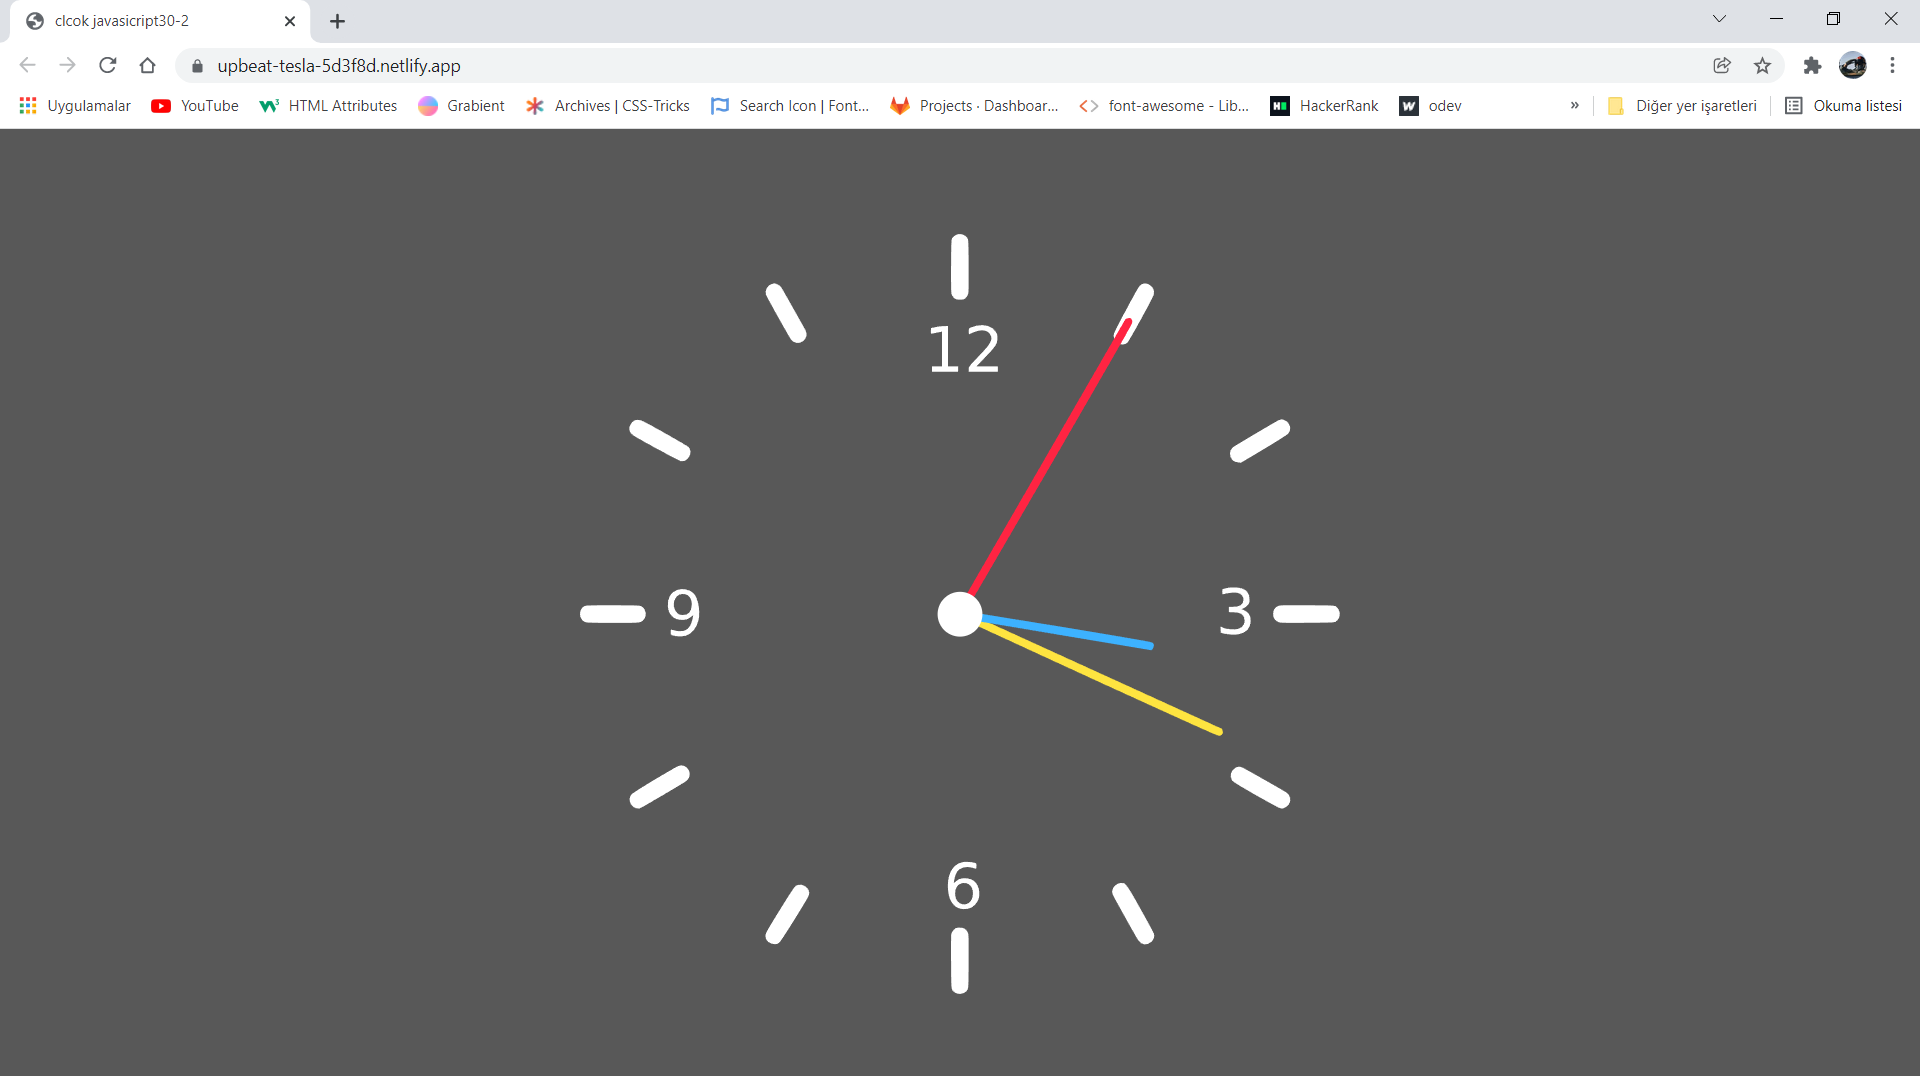 clcok javasicript30-2
upbeat-tesla-5d3f8d.netlify.app
Uygulamalar YouTube W3 HTML Attributes Grabient Archives | CSS-Tricks Search Icon | Font... Projects · Dashboar... <> font-awesome - Lib... H HackerRank W odev » Diğer yer işaretleri Okuma listesi
12
9 3
6